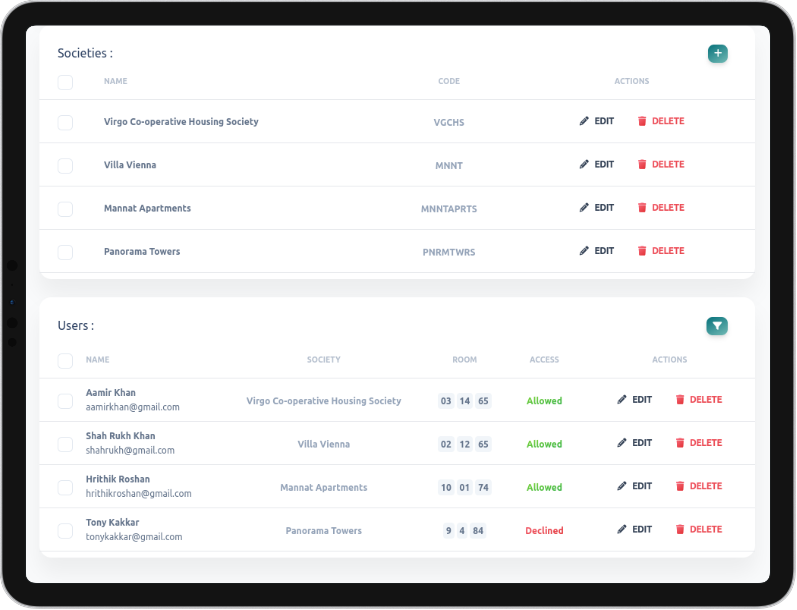 Societies :
+
NAME CODE ACTIONS
Virgo Co-operative Housing Society VGCHS EDIT DELETE
Villa Vienna MNNT EDIT DELETE
Mannat Apartments MNNTAPRTS EDIT DELETE
Panorama Towers PNRMTWRS EDIT DELETE
Users :
NAME SOCIETY ROOM ACCESS ACTIONS
Aamir Khan
aamirkhan@gmail.com Virgo Co-operative Housing Society 03 14 65 Allowed EDIT DELETE
Shah Rukh Khan
shahrukh@gmail.com Villa Vienna 02 12 65 Allowed EDIT DELETE
Hrithik Roshan
hrithikroshan@gmail.com Mannat Apartments 10 01 74 Allowed EDIT DELETE
Tony Kakkar
tonykakkar@gmail.com Panorama Towers 9 4 84 Declined EDIT DELETE